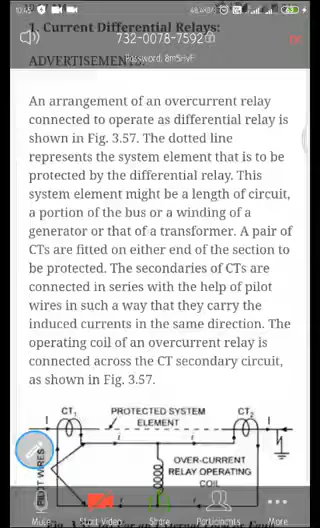 1. Current Differential Relays:
732-0078-7592
ADVERTISEMENTS:
Password: 8m5HvF
An arrangement of an overcurrent relay
connected to operate as differential relay is
shown in Fig. 3.57. The dotted line
represents the system element that is to be
protected by the differential relay. This
system element might be a length of circuit,
a portion of the bus or a winding of a
generator or that of a transformer. A pair of
CTs are fitted on either end of the section to
be protected. The secondaries of CTs are
connected in series with the help of pilot
wires in such a way that they carry the
induced currents in the same direction. The
operating coil of an overcurrent relay is
connected across the CT secondary circuit,
as shown in Fig. 3.57.
CT1 PROTECTED SYSTEM CT2
ELEMENT
I I
i i
OVER-CURRENT
RELAY OPERATING
COIL
PILOT WIRES
Mute Start Video Share Participants More